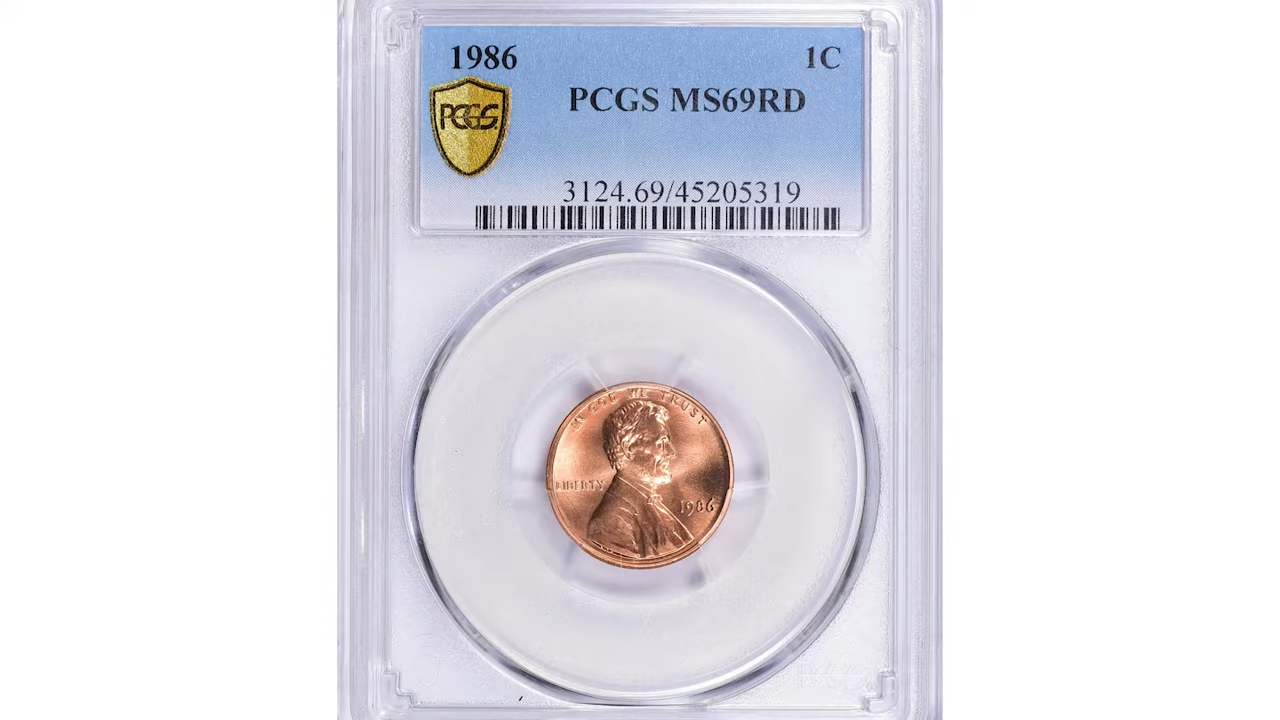 1986 1C
PCGS
PCGS MS69RD
3124.69/45205319
IN GOD WE TRUST
LIBERTY
1986